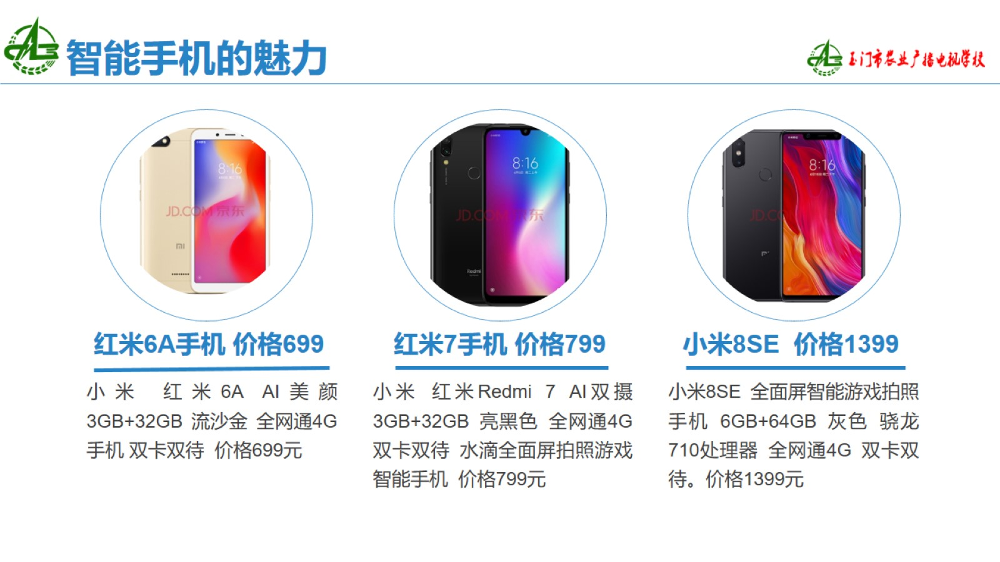 智能手机的魅力
玉门市农业广播电视学校
8:16
JD.COM 京东
MI
8:16
JD.COM 京东
Redmi
8:16
JD.CO
红米6A手机 价格699
红米7手机 价格799
小米8SE 价格1399
小米 红米6A AI美颜
3GB+32GB 流沙金 全网通4G
手机 双卡双待 价格699元
小米 红米Redmi 7 AI双摄
3GB+32GB 亮黑色 全网通4G
双卡双待 水滴全面屏拍照游戏
智能手机 价格799元
小米8SE 全面屏智能游戏拍照
手机 6GB+64GB 灰色 骁龙
710处理器 全网通4G 双卡双
待。价格1399元